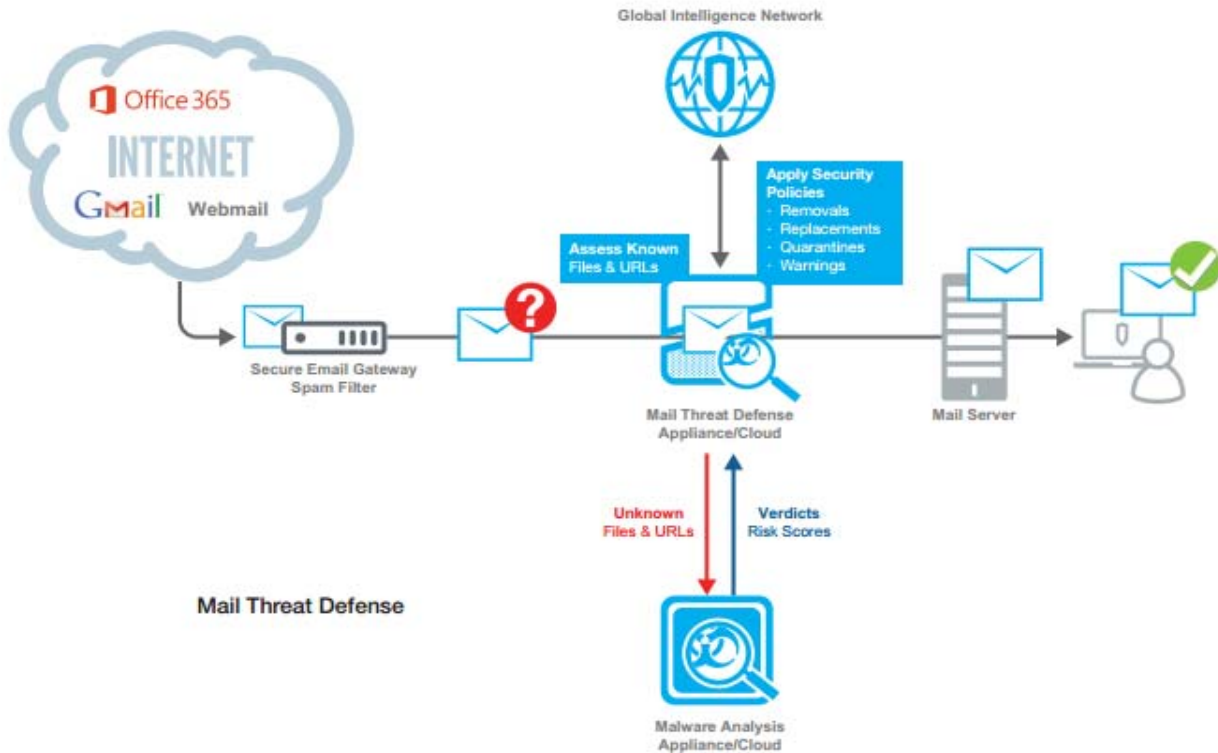 Global Intelligence Network
Office 365
INTERNET
Gmail Webmail
Apply Security
Policies
- Removals
- Replacements
- Quarantines
- Warnings
Assess Known
Files & URLs
?
Secure Email Gateway
Spam Filter
Mail Threat Defense
Appliance/Cloud
Mail Server
Unknown
Files & URLs
Verdicts
Risk Scores
Mail Threat Defense
Malware Analysis
Appliance/Cloud